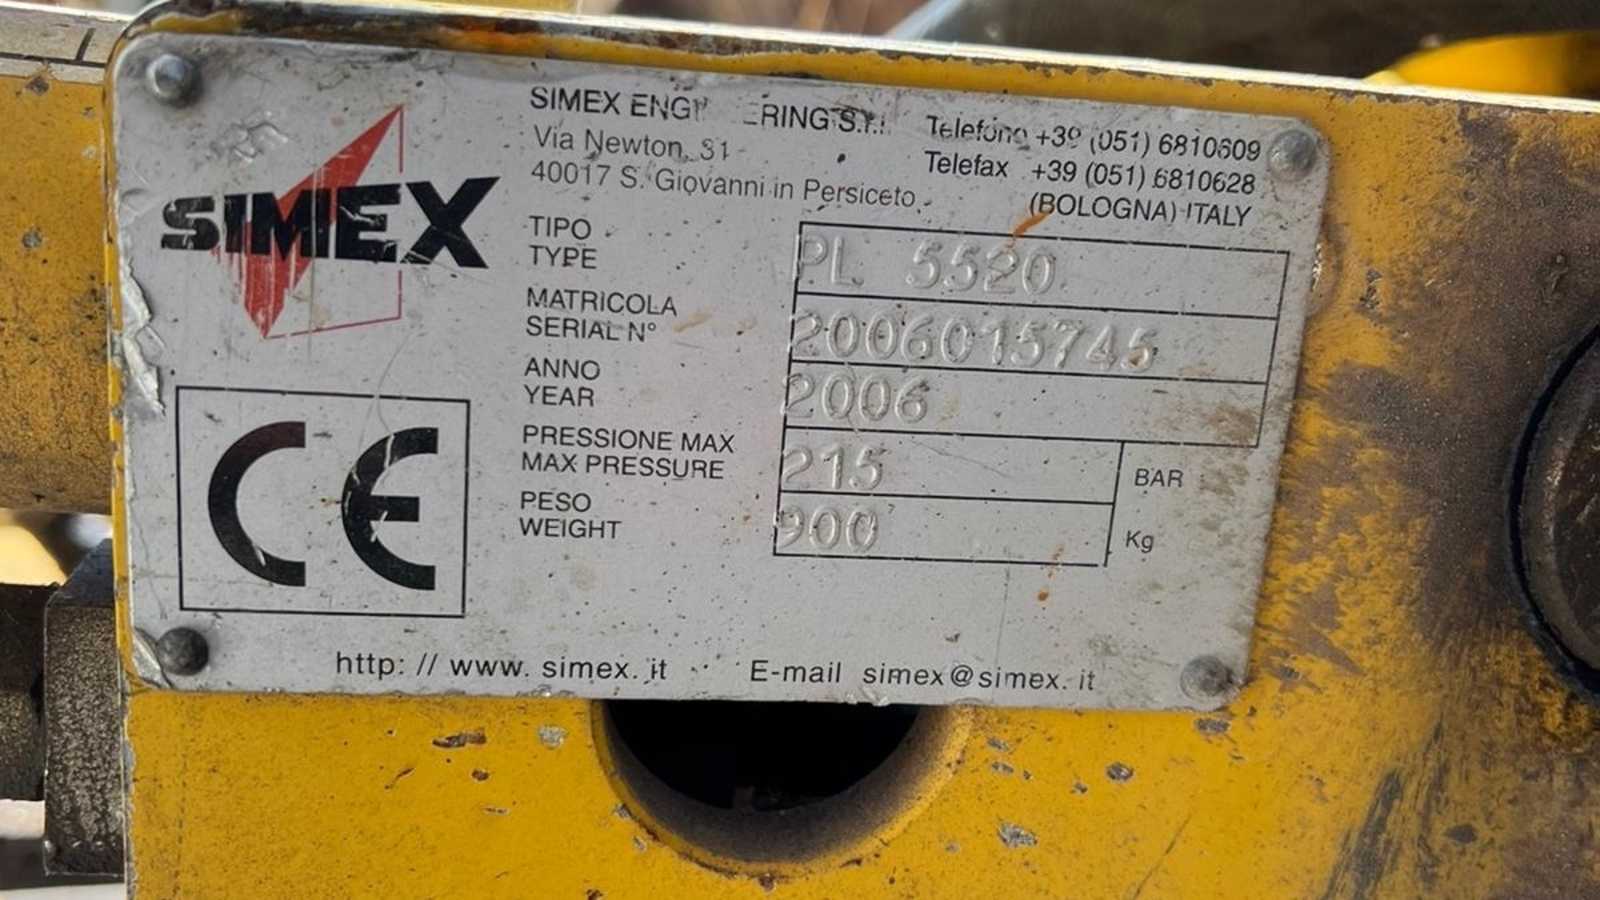 SIMEX
SIMEX ENGINEERING S.r.l.
Via Newton, 31
40017 S. Giovanni in Persiceto
Telefono +39 (051) 6810609
Telefax +39 (051) 6810628
(BOLOGNA) ITALY
TIPO
TYPE
PL 5520
MATRICOLA
SERIAL N°
2006015745
ANNO
YEAR
2006
PRESSIONE MAX
MAX PRESSURE
215 BAR
PESO
WEIGHT
900 Kg
CE
http: // www. simex. it E-mail simex@simex. it